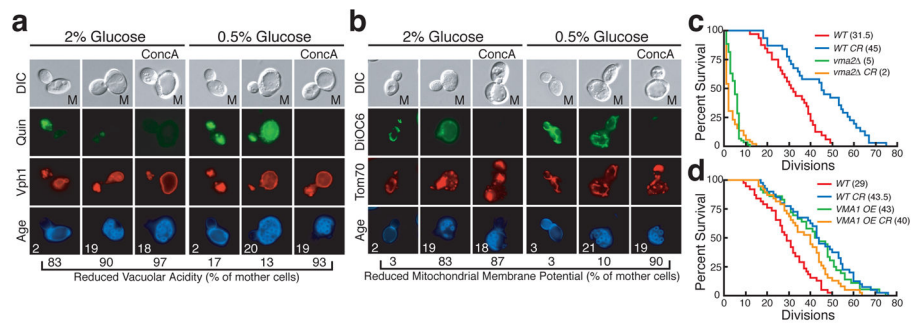 a
2% Glucose
0.5% Glucose
ConcA
ConcA
DIC
M
M
M
M
M
M
Quin
Vph1
Age
2
19
18
2
20
19
83
90
97
17
13
93
Reduced Vacuolar Acidity (% of mother cells)
b
2% Glucose
0.5% Glucose
ConcA
ConcA
DIC
M
M
M
M
M
M
DiOC6
Tom70
Age
2
19
18
3
21
19
3
83
87
3
10
90
Reduced Mitochondrial Membrane Potential (% of mother cells)
c
Percent Survival
100
75
50
25
0
0 10 20 30 40 50 60 70 80
Divisions
WT (31.5)
WT CR (45)
vma2Δ (5)
vma2Δ CR (2)
d
Percent Survival
100
75
50
25
0
0 10 20 30 40 50 60 70 80
Divisions
WT (29)
WT CR (43.5)
VMA1 OE (43)
VMA1 OE CR (40)